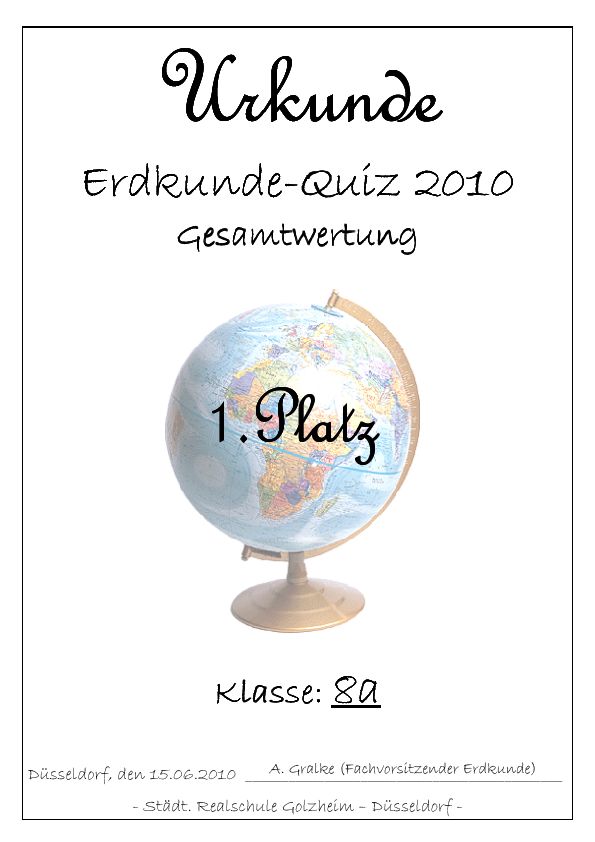 Urkunde
Erdkunde-Quiz 2010
Gesamtwertung
1. Platz
Klasse: 8a
A. Gralke (Fachvorsitzender Erdkunde)
Düsseldorf, den 15.06.2010
- Städt. Realschule Golzheim – Düsseldorf -